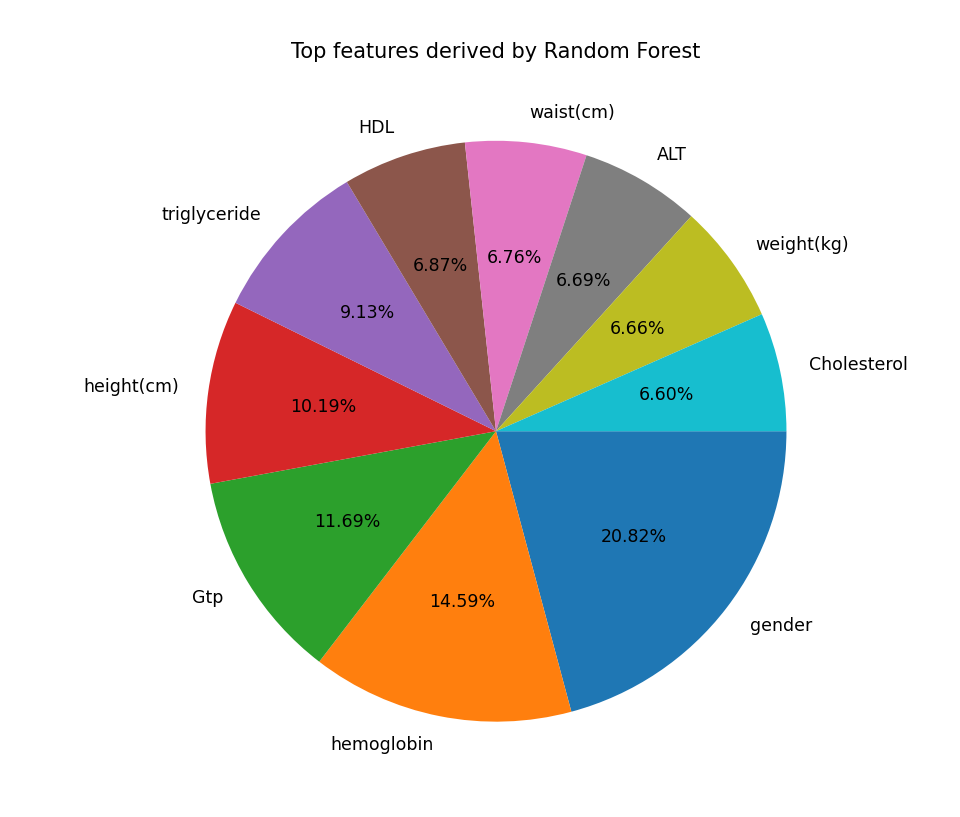 Top features derived by Random Forest
waist(cm)
HDL
ALT
triglyceride
weight(kg)
6.76%
6.87%
6.69%
9.13%
6.66%
Cholesterol
height(cm)
6.60%
10.19%
11.69%
20.82%
Gtp
14.59%
gender
hemoglobin